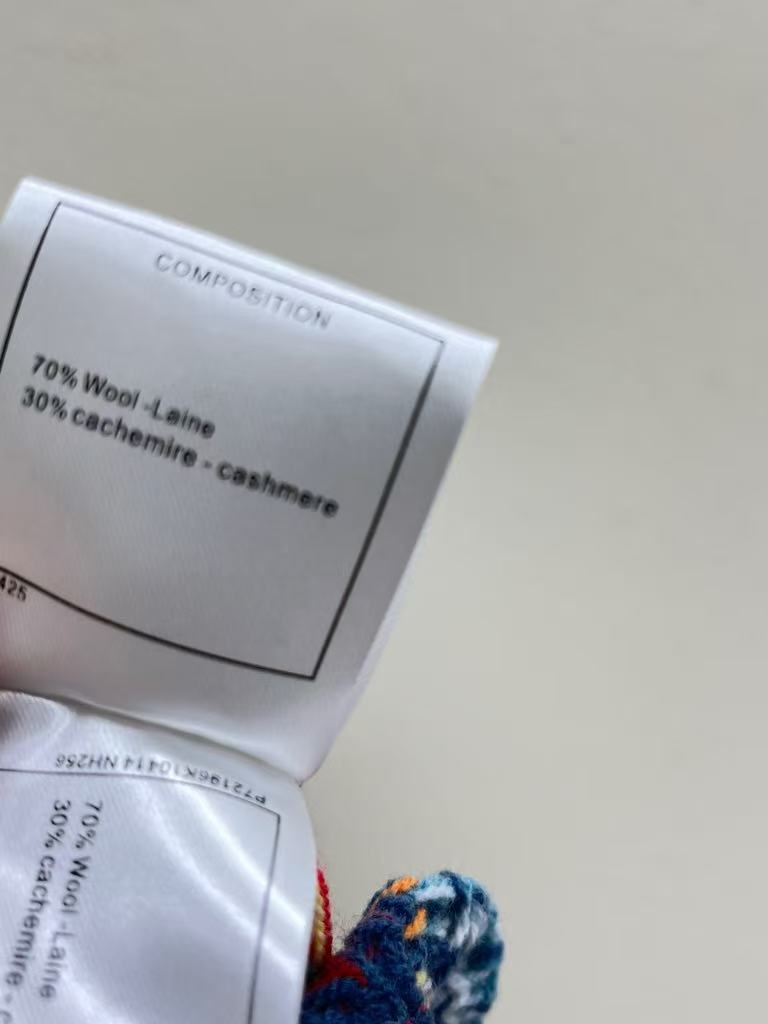 COMPOSITION
70% Wool -Laine
30% cachemire - cashmere
425
P72196K10414 NH256
70% Wool -Laine
30% cachemire - c